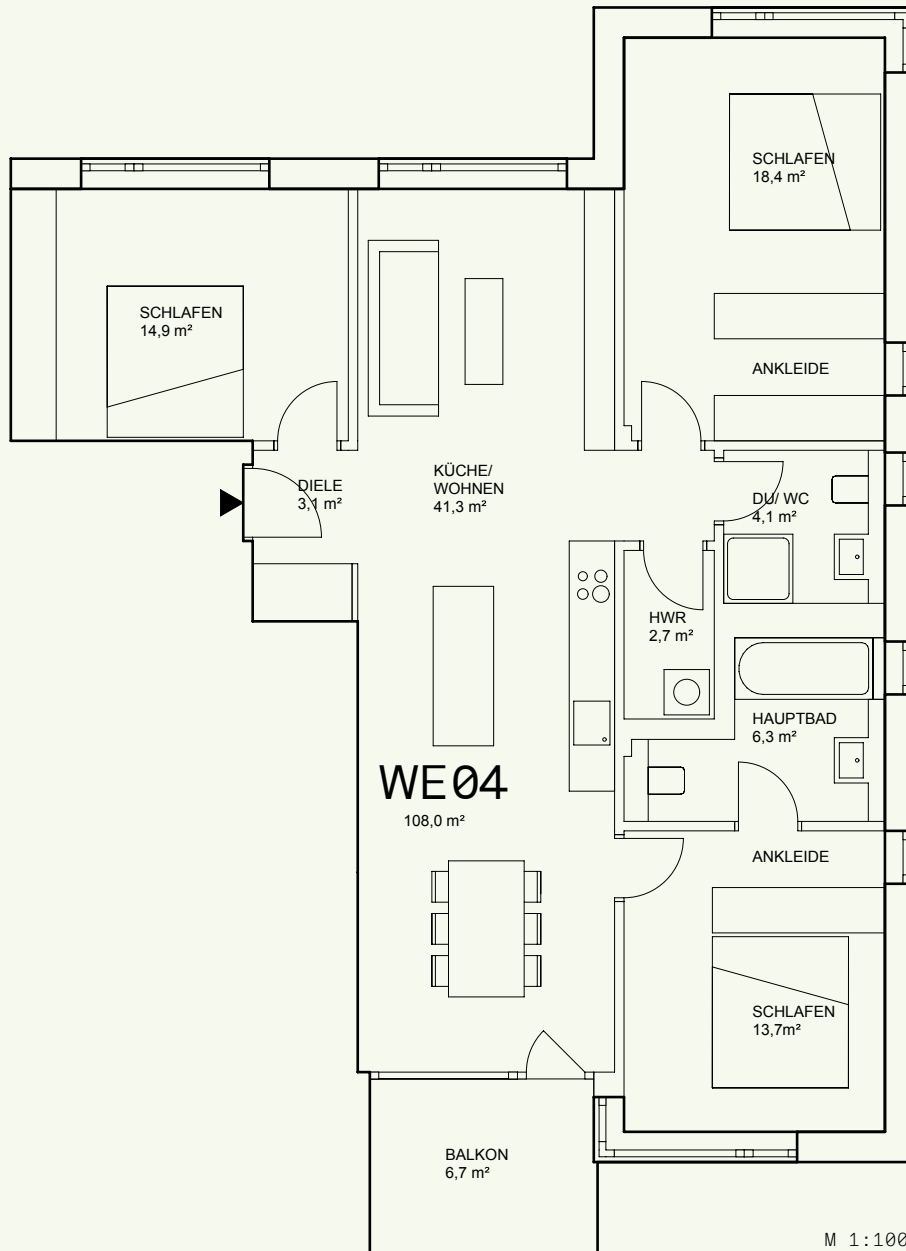 SCHLAFEN
18,4 m²
SCHLAFEN
14,9 m²
ANKLEIDE
DIELE
3,1 m²
KÜCHE/
WOHNEN
41,3 m²
DU/ WC
4,1 m²
HWR
2,7 m²
HAUPTBAD
6,3 m²
WE04
108,0 m²
ANKLEIDE
SCHLAFEN
13,7m²
BALKON
6,7 m²
M 1:100